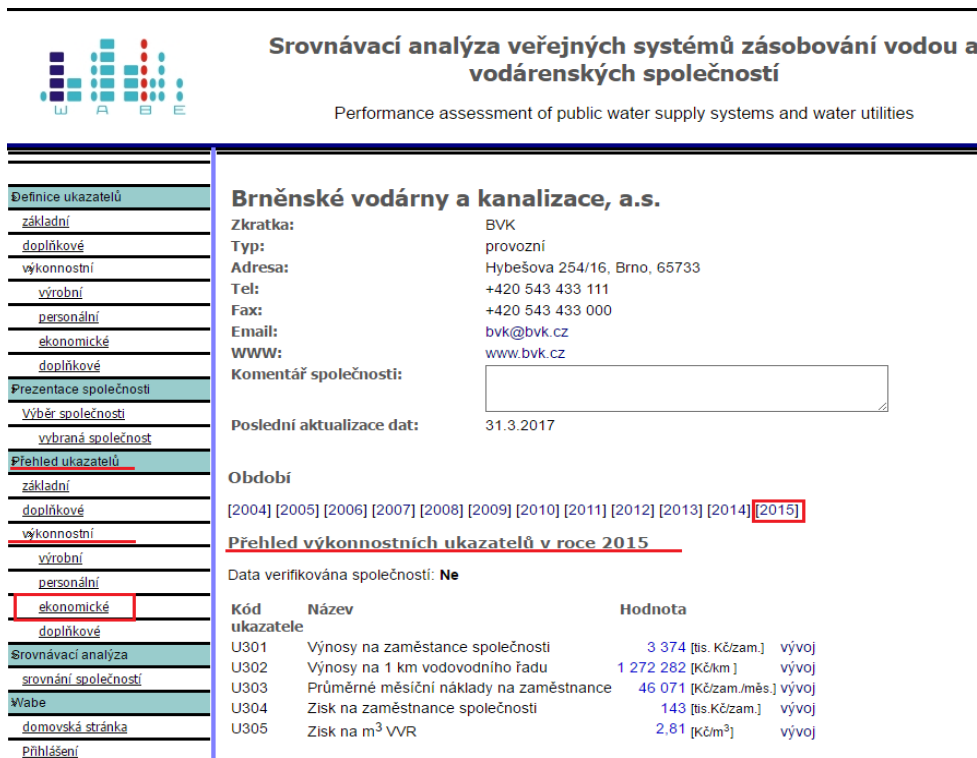 Srovnávací analýza veřejných systémů zásobování vodou a
vodárenských společností
Performance assessment of public water supply systems and water utilities
W A B E
Definice ukazatelů
základní
doplňkové
výkonnostní
výrobní
personální
ekonomické
doplňkové
Prezentace společnosti
Výběr společnosti
vybraná společnost
Přehled ukazatelů
základní
doplňkové
výkonnostní
výrobní
personální
ekonomické
doplňkové
Srovnávací analýza
srovnání společností
Wabe
domovská stránka
Přihlášení
Brněnské vodárny a kanalizace, a.s.
Zkratka: BVK
Typ: provozní
Adresa: Hybešova 254/16, Brno, 65733
Tel: +420 543 433 111
Fax: +420 543 433 000
Email: bvk@bvk.cz
WWW: www.bvk.cz
Komentář společnosti:
Poslední aktualizace dat: 31.3.2017
Období
[2004] [2005] [2006] [2007] [2008] [2009] [2010] [2011] [2012] [2013] [2014] [2015]
Přehled výkonnostních ukazatelů v roce 2015
Data verifikována společností: Ne
Kód Název Hodnota
ukazatele
U301 Výnosy na zaměstance společnosti 3 374 [tis. Kč/zam.] vývoj
U302 Výnosy na 1 km vodovodního řadu 1 272 282 [Kč/km ] vývoj
U303 Průměrné měsíční náklady na zaměstnance 46 071 [Kč/zam./měs.] vývoj
U304 Zisk na zaměstnance společnosti 143 [tis.Kč/zam.] vývoj
U305 Zisk na m³ VVR 2,81 [Kč/m³] vývoj